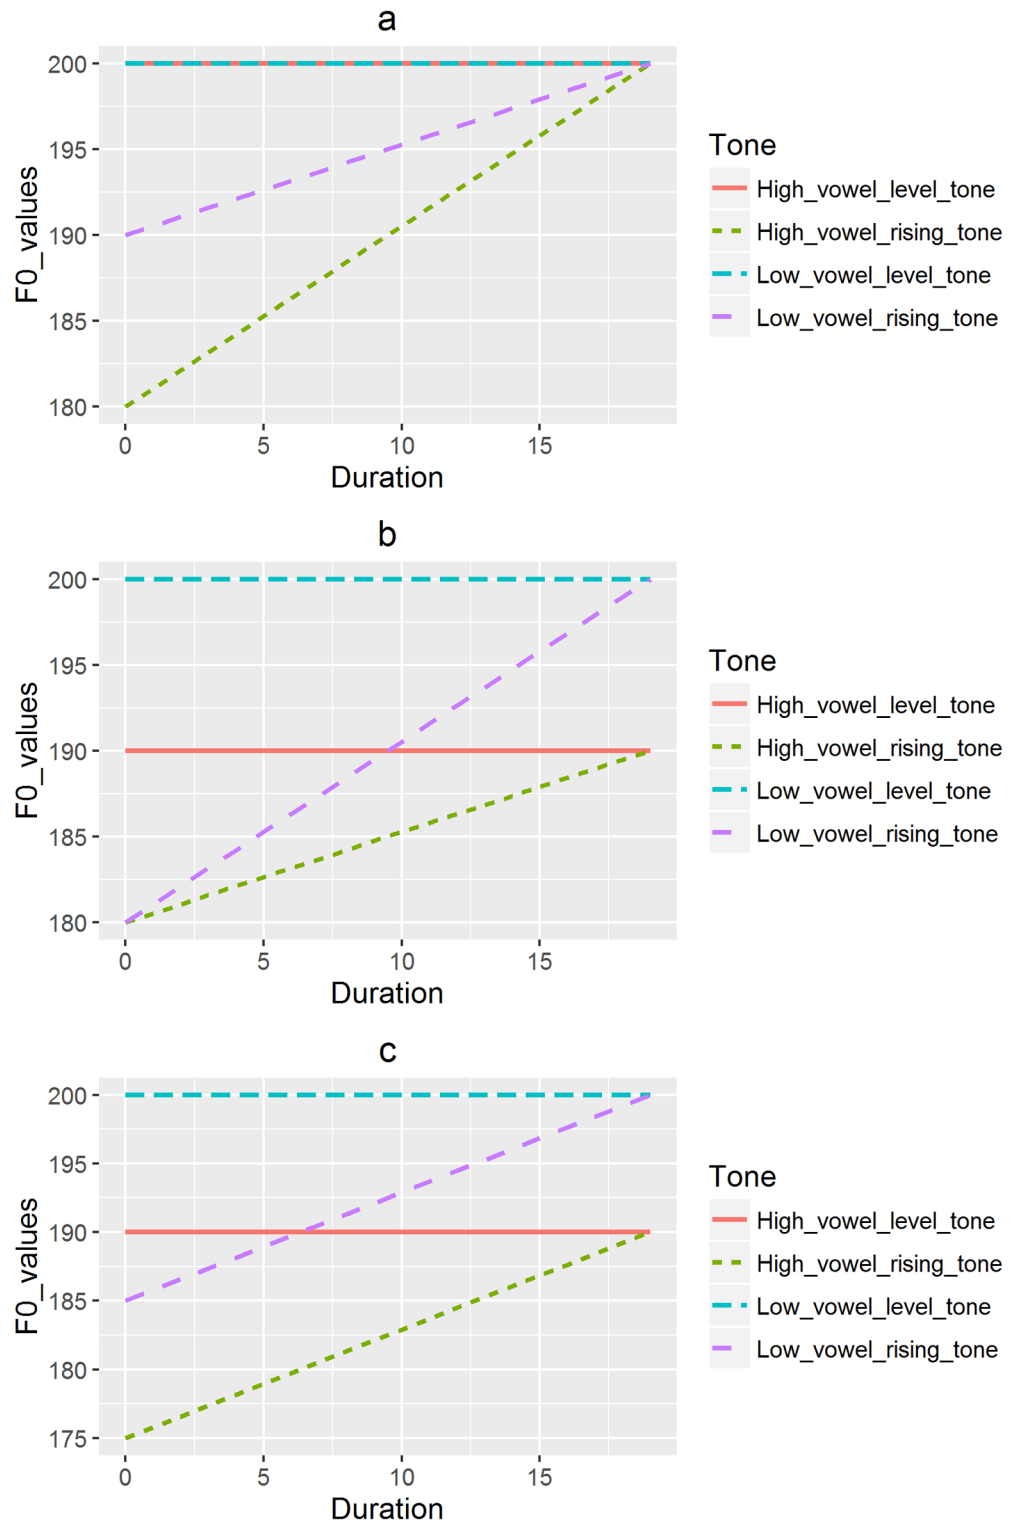 a
200
195
190
185
180
F0_values
0 5 10 15
Duration
Tone
High_vowel_level_tone
High_vowel_rising_tone
Low_vowel_level_tone
Low_vowel_rising_tone
b
200
195
190
185
180
F0_values
0 5 10 15
Duration
Tone
High_vowel_level_tone
High_vowel_rising_tone
Low_vowel_level_tone
Low_vowel_rising_tone
c
200
195
190
185
180
175
F0_values
0 5 10 15
Duration
Tone
High_vowel_level_tone
High_vowel_rising_tone
Low_vowel_level_tone
Low_vowel_rising_tone